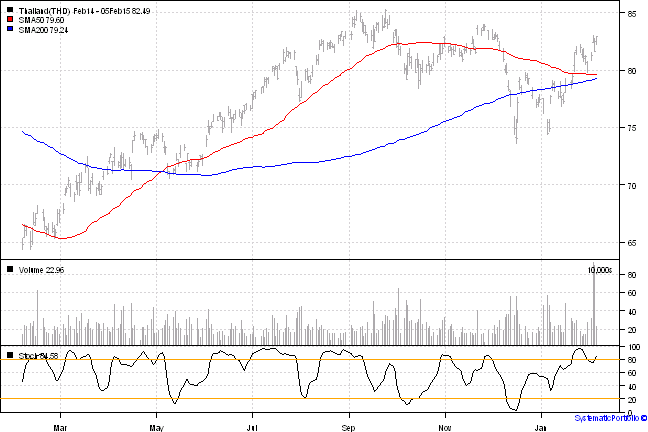 Thailand(THD) Feb14 - 05Feb15 82.49
SMA50 79.60
SMA200 79.24
85
80
75
70
65
Volume 22.96
10,000s
80
60
40
20
Stoch 84.58
100
80
60
40
20
0
Mar May Jul Sep Nov Jan
SystematicPortfolio ©